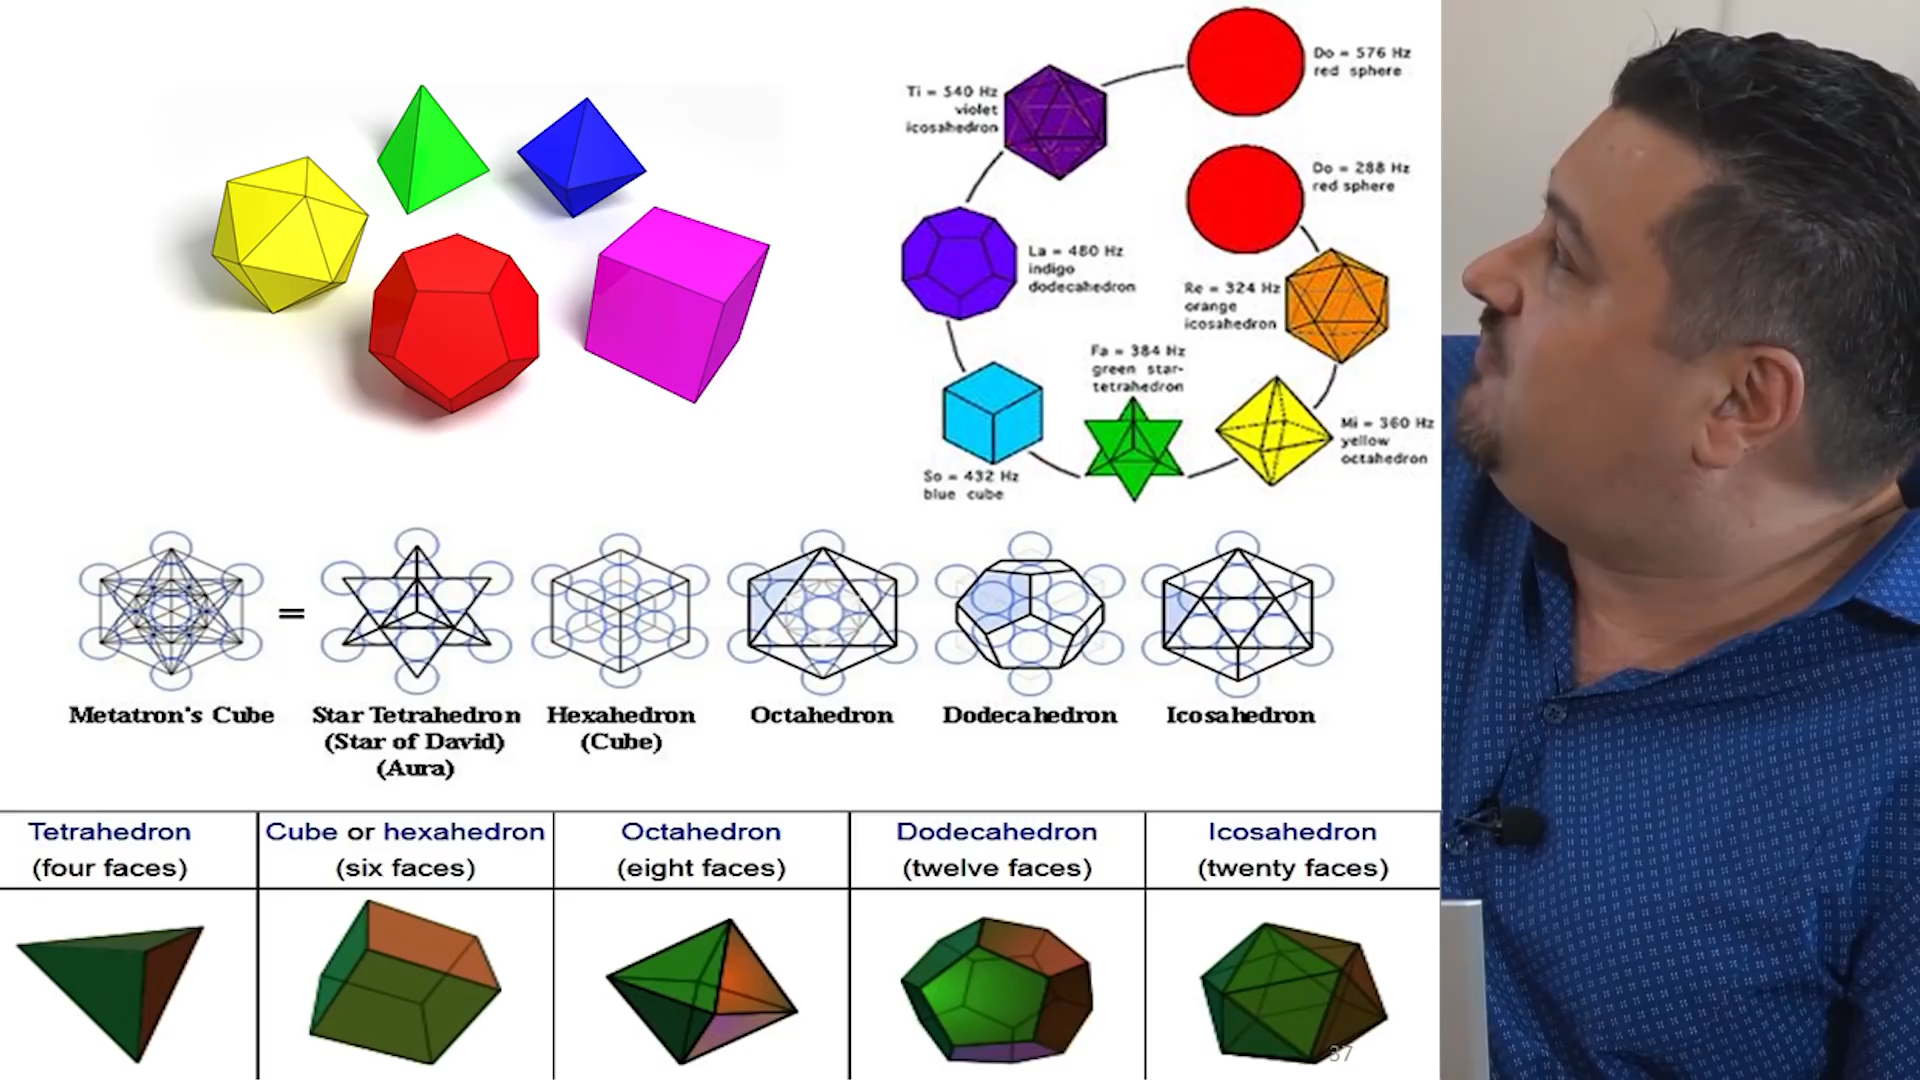 Do = 576 Hz
red sphere
Ti = 540 Hz
violet
icosahedron
Do = 288 Hz
red sphere
La = 480 Hz
indigo
dodecahedron
Re = 324 Hz
orange
icosahedron
Fa = 384 Hz
green star-
tetrahedron
Mi = 360 Hz
yellow
octahedron
So = 432 Hz
blue cube
=
Metatron's Cube
Star Tetrahedron
(Star of David)
(Aura)
Hexahedron
(Cube)
Octahedron
Dodecahedron
Icosahedron
Tetrahedron
(four faces)
Cube or hexahedron
(six faces)
Octahedron
(eight faces)
Dodecahedron
(twelve faces)
Icosahedron
(twenty faces)
37